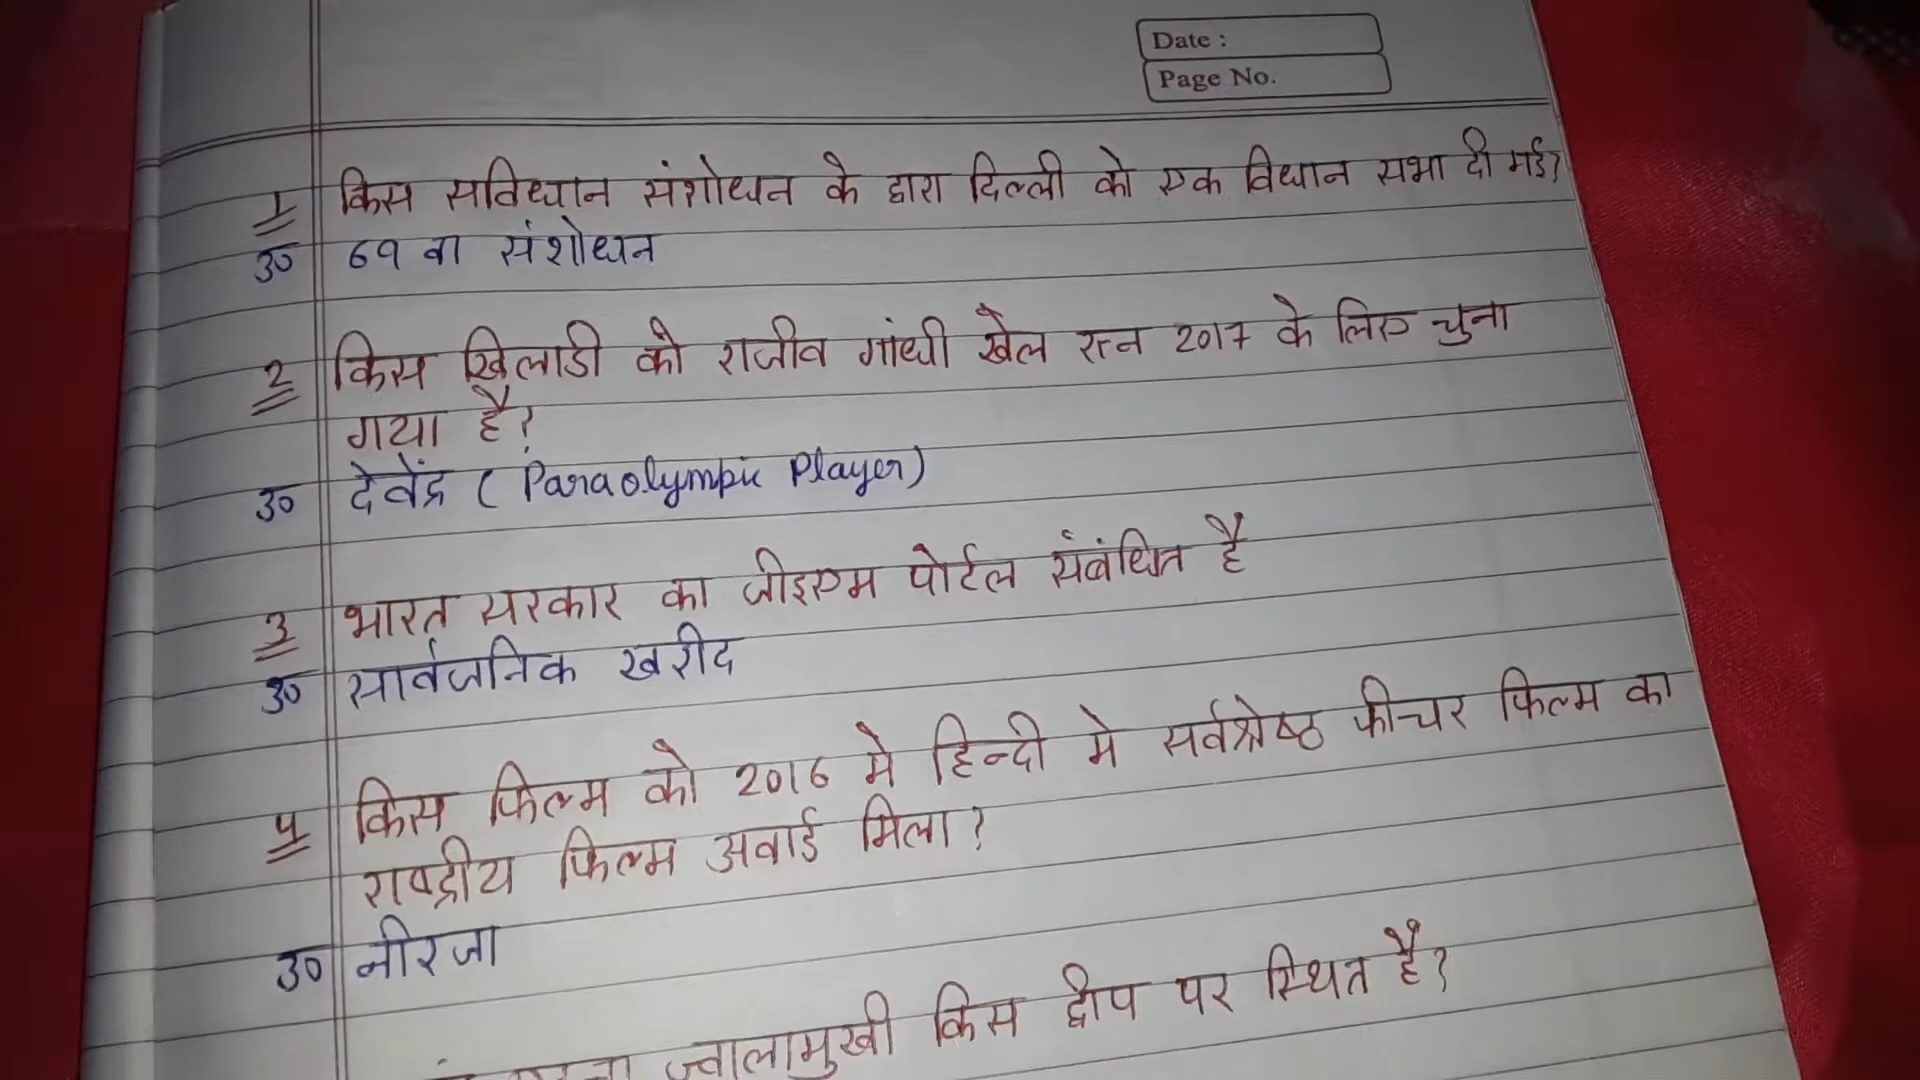 Date :
Page No.
1 किस सविधान संशोधन के द्वारा दिल्ली को एक विधान सभा दी गई?
उ० 69 वा संशोधन
2 किस खिलाडी को राजीव गांधी खेल रत्न 2017 के लिए चुना
गया है?
उ० देवेंद्र ( Paraolympic Player)
3 भारत सरकार का जीइएम पोर्टल संबंधित है
उ० सार्वजनिक खरीद
4 किस फिल्म को 2016 मे हिन्दी मे सर्वश्रेष्ठ फीचर फिल्म का
राष्ट्रीय फिल्म अवार्ड मिला?
उ० नीरजा
ज्वालामुखी किस द्वीप पर स्थित है?